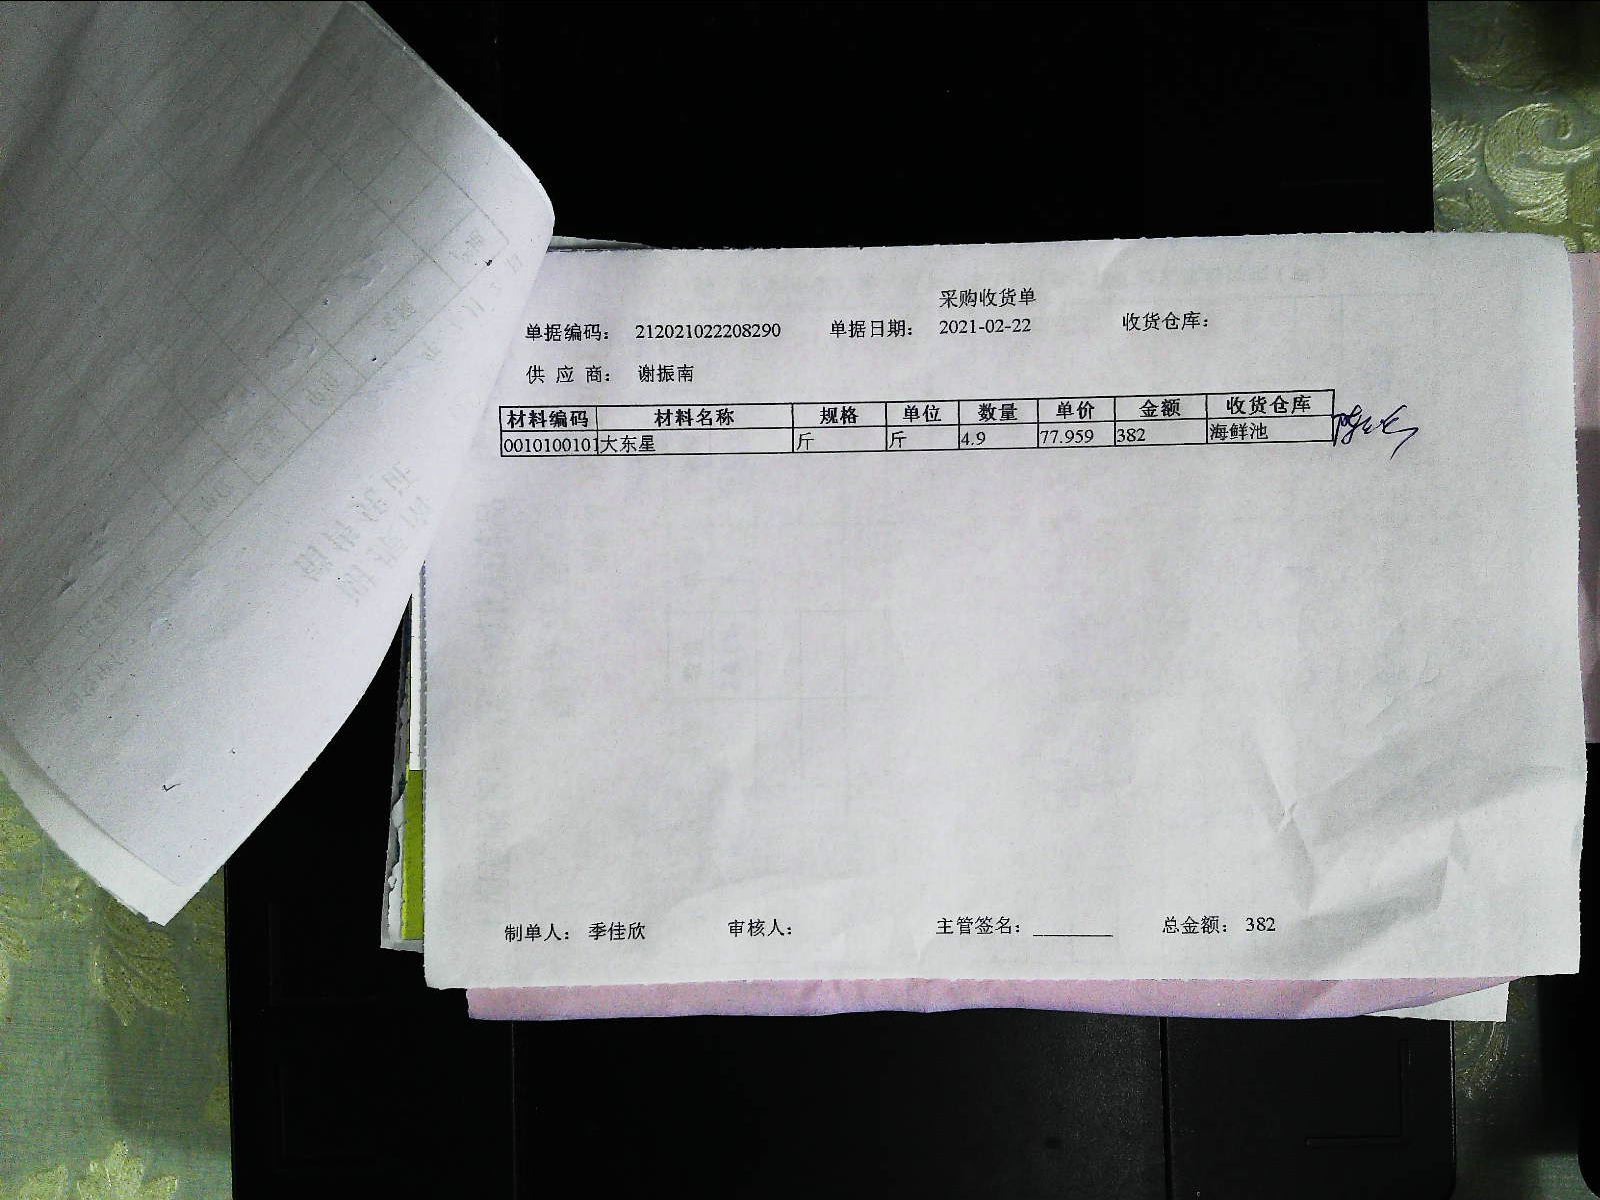 采购收货单
单据编码： 212021022208290 单据日期： 2021-02-22 收货仓库：
供 应 商： 谢振南
材料编码 材料名称 规格 单位 数量 单价 金额 收货仓库
0010100101 大东星 斤 斤 4.9 77.959 382 海鲜池
制单人： 季佳欣 审核人： 主管签名：________ 总金额： 382